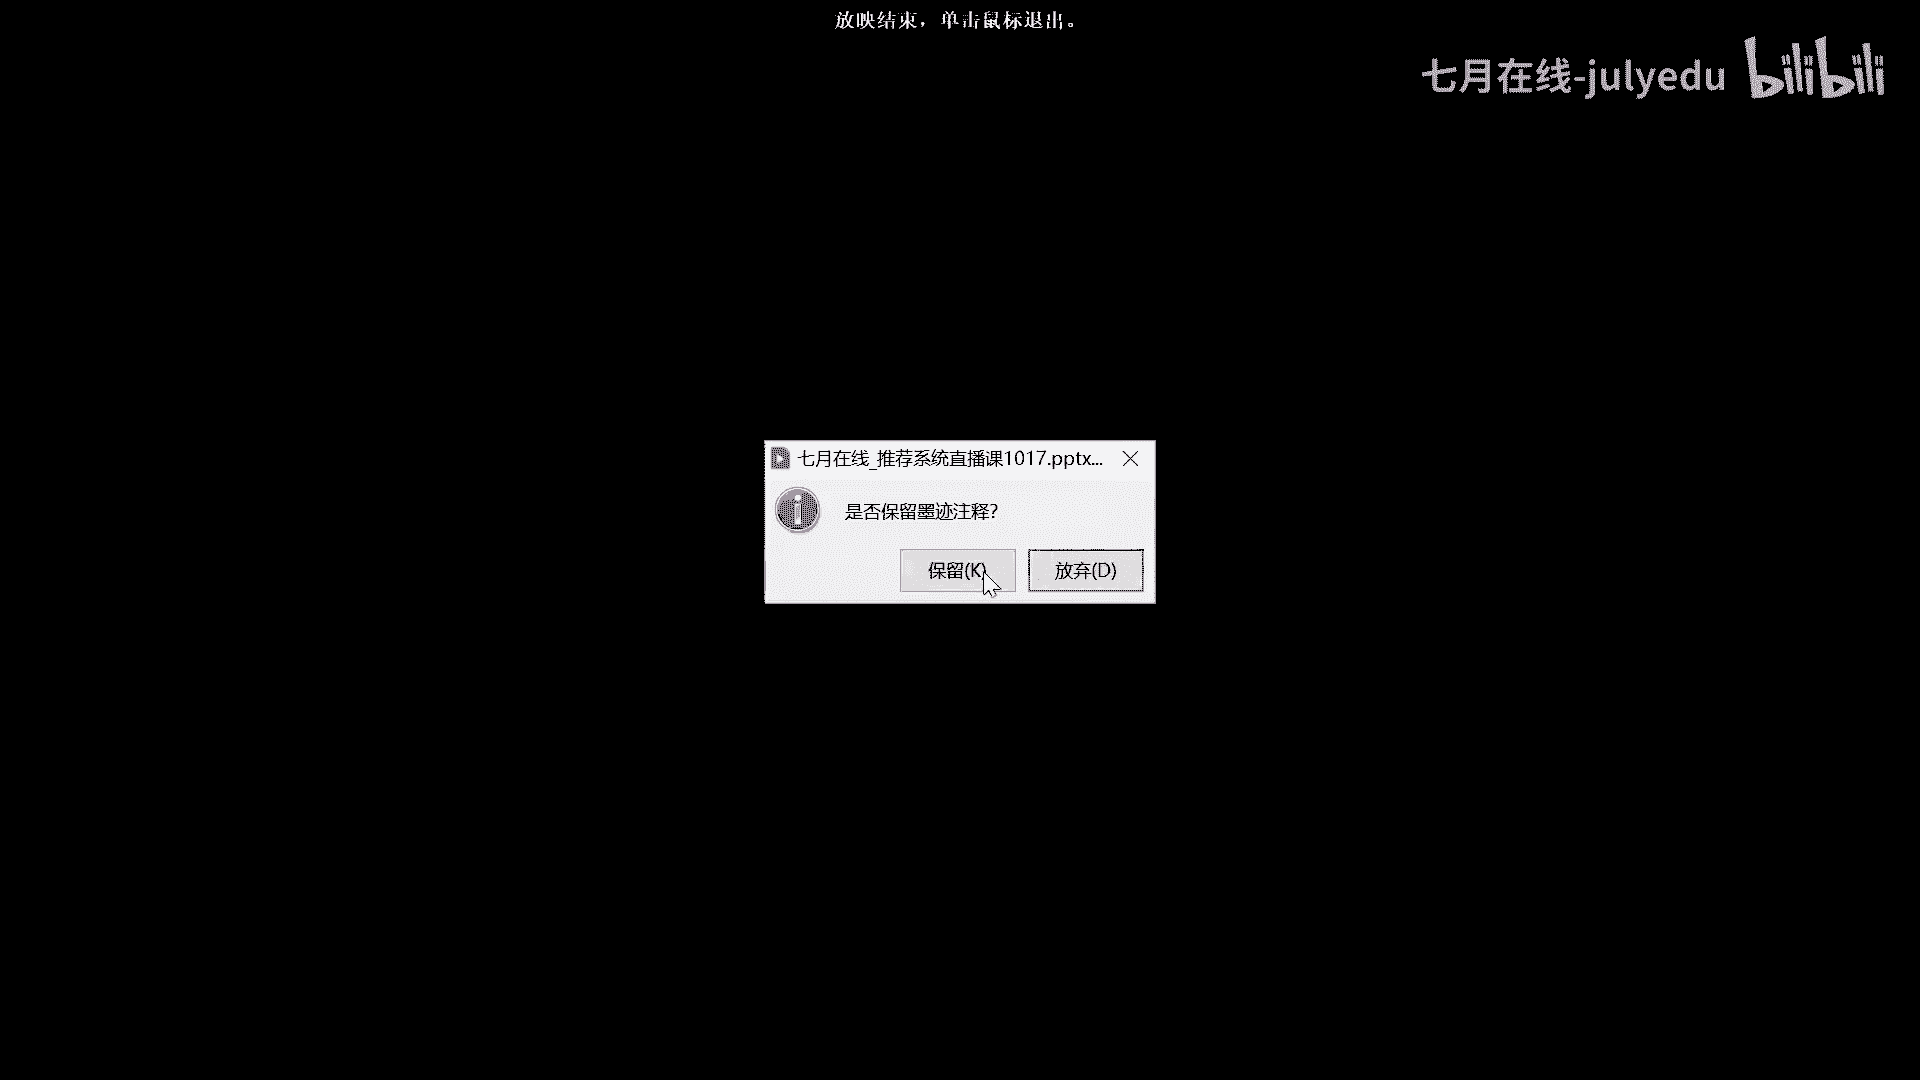 放映结束，单击鼠标退出。
七月在线-julyedu bilibili
七月在线_推荐系统直播课1017.pptx...
是否保留墨迹注释?
保留(K)
放弃(D)